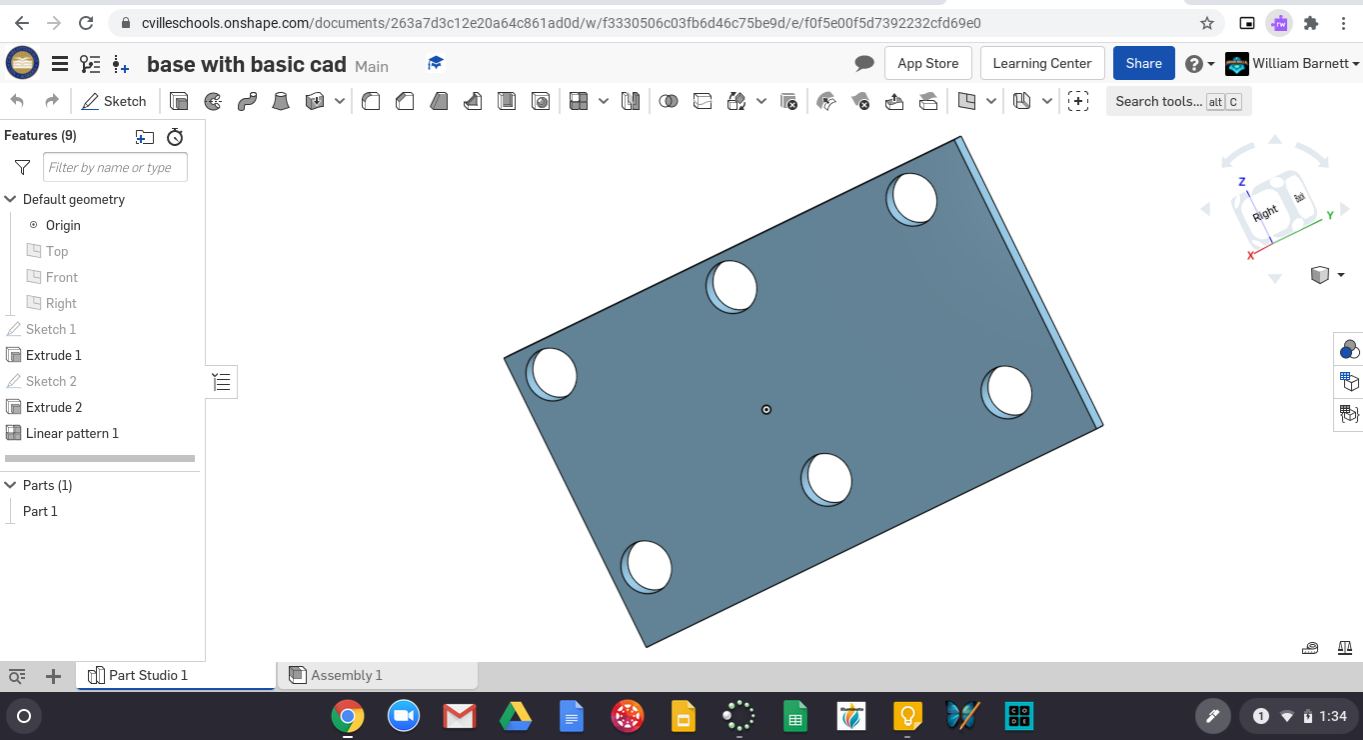 cvilleschools.onshape.com/documents/263a7d3c12e20a64c861ad0d/w/f3330506c03fb6d46c75be9d/e/f0f5e00f5d7392232cfd69e0
rw
base with basic cad Main
App Store
Learning Center
Share
William Barnett
Sketch
Search tools... alt C
Features (9)
Filter by name or type
Default geometry
Origin
Top
Front
Right
Sketch 1
Extrude 1
Sketch 2
Extrude 2
Linear pattern 1
Parts (1)
Part 1
Z
Right
Back
Y
X
Part Studio 1
Assembly 1
1
1:34